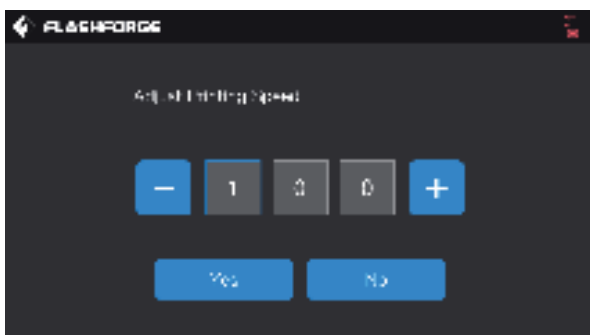 FLASHFORGE
Adjust Printing Speed
− 1 0 0 +
Yes No